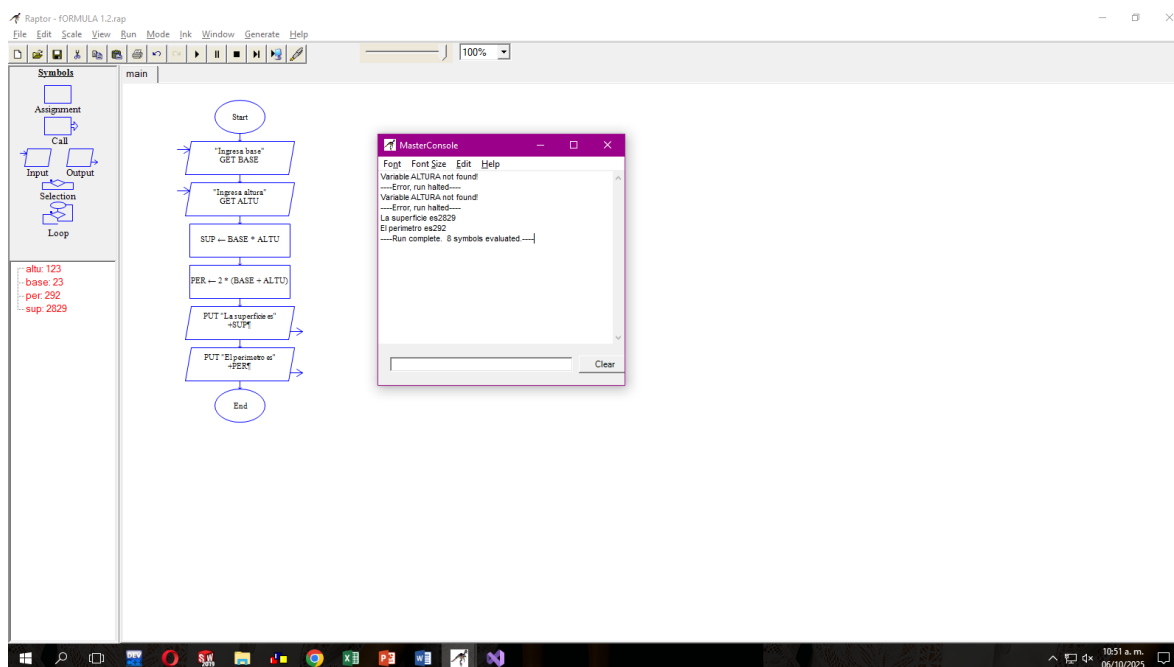 Raptor - fORMULA 1.2.rap
File Edit Scale View Run Mode Ink Window Generate Help
100%
Symbols
main
Assignment
Call
Input Output
Selection
Loop
altu: 123
base: 23
per: 292
sup: 2829
Start
"Ingresa base"
GET BASE
"Ingresa altura"
GET ALTU
SUP ← BASE * ALTU
PER ← 2 * (BASE + ALTU)
PUT "La superficie es"
+SUP¶
PUT "El perimetro es"
+PER¶
End
MasterConsole
Font Font Size Edit Help
Variable ALTURA not found!
----Error, run halted----
Variable ALTURA not found!
----Error, run halted----
La superficie es2829
El perimetro es292
----Run complete. 8 symbols evaluated.----
Clear
DEV
SW
2019
10:51 a. m.
06/10/2025